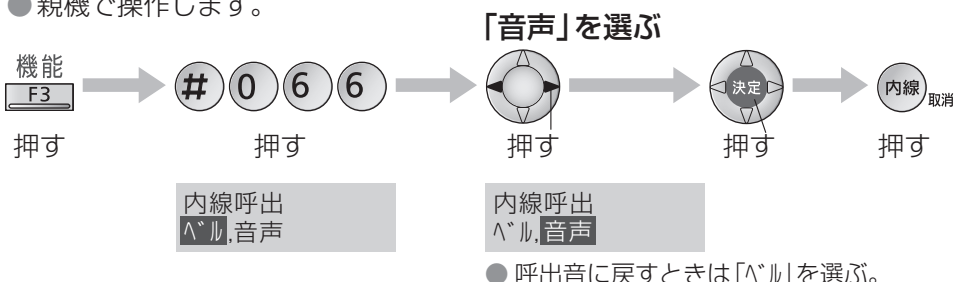 ●親機で操作します。
「音声」を選ぶ
機能
F3
# 0 6 6
決定
内線
取消
押す 押す 押す 押す 押す
内線呼出
ﾍﾞﾙ,音声
内線呼出
ﾍﾞﾙ,音声
●呼出音に戻すときは「ﾍﾞﾙ」を選ぶ。